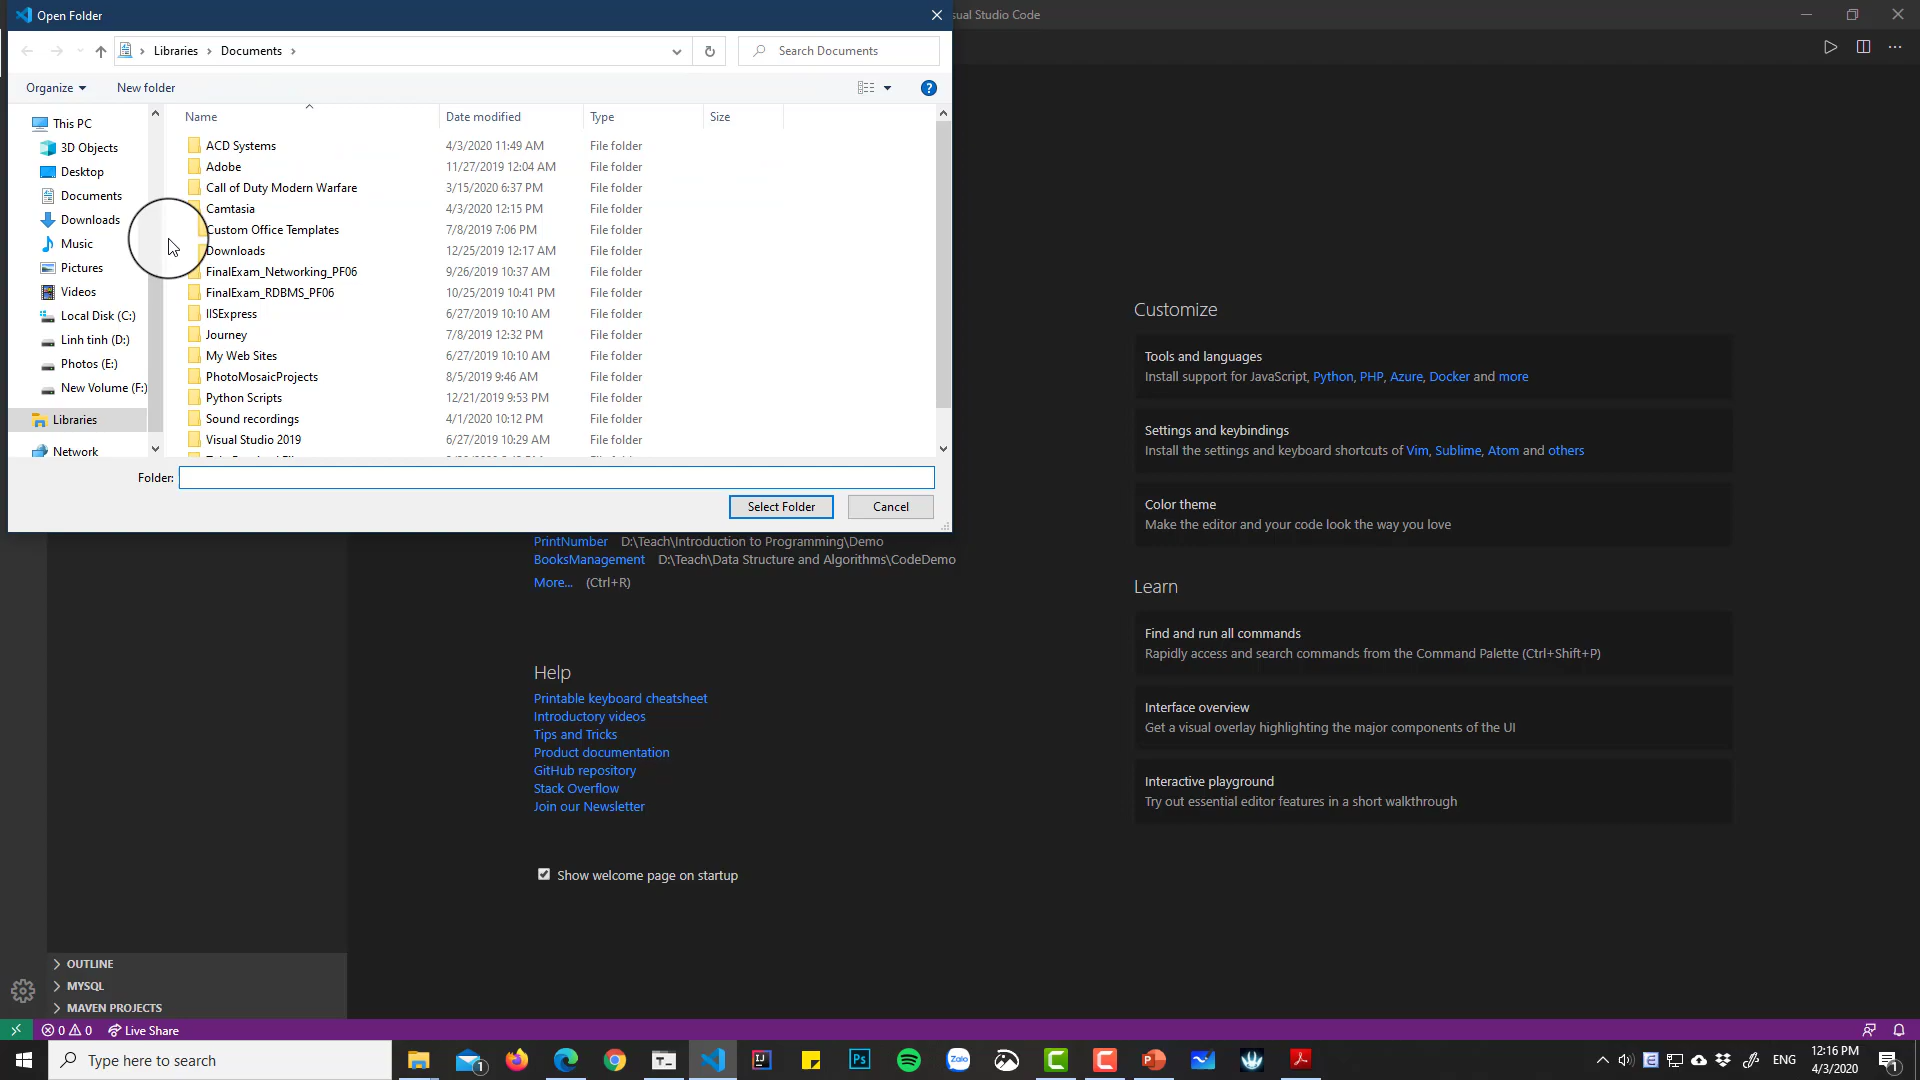 Open Folder
Visual Studio Code
Libraries
Documents
Search Documents
Organize
New folder
?
Name
Date modified
Type
Size
This PC
3D Objects
Desktop
Documents
Downloads
Music
Pictures
Videos
Local Disk (C:)
Linh tinh (D:)
Photos (E:)
New Volume (F:)
Libraries
Network
ACD Systems 4/3/2020 11:49 AM File folder
Adobe 11/27/2019 12:04 AM File folder
Call of Duty Modern Warfare 3/15/2020 6:37 PM File folder
Camtasia 4/3/2020 12:15 PM File folder
Custom Office Templates 7/8/2019 7:06 PM File folder
Downloads 12/25/2019 12:17 AM File folder
FinalExam_Networking_PF06 9/26/2019 10:37 AM File folder
FinalExam_RDBMS_PF06 10/25/2019 10:41 PM File folder
IISExpress 6/27/2019 10:10 AM File folder
Journey 7/8/2019 12:32 PM File folder
My Web Sites 6/27/2019 10:10 AM File folder
PhotoMosaicProjects 8/5/2019 9:46 AM File folder
Python Scripts 12/21/2019 9:53 PM File folder
Sound recordings 4/1/2020 10:12 PM File folder
Visual Studio 2019 6/27/2019 10:29 AM File folder
Folder:
Select Folder
Cancel
PrintNumber D:\Teach\Introduction to Programming\Demo
BooksManagement D:\Teach\Data Structure and Algorithms\CodeDemo
More... (Ctrl+R)
Help
Printable keyboard cheatsheet
Introductory videos
Tips and Tricks
Product documentation
GitHub repository
Stack Overflow
Join our Newsletter
Show welcome page on startup
Customize
Tools and languages
Install support for JavaScript, Python, PHP, Azure, Docker and more
Settings and keybindings
Install the settings and keyboard shortcuts of Vim, Sublime, Atom and others
Color theme
Make the editor and your code look the way you love
Learn
Find and run all commands
Rapidly access and search commands from the Command Palette (Ctrl+Shift+P)
Interface overview
Get a visual overlay highlighting the major components of the UI
Interactive playground
Try out essential editor features in a short walkthrough
OUTLINE
MYSQL
MAVEN PROJECTS
0 0 Live Share
Type here to search
1
IJ
Ps
Zalo
ENG
12:16 PM
4/3/2020
1